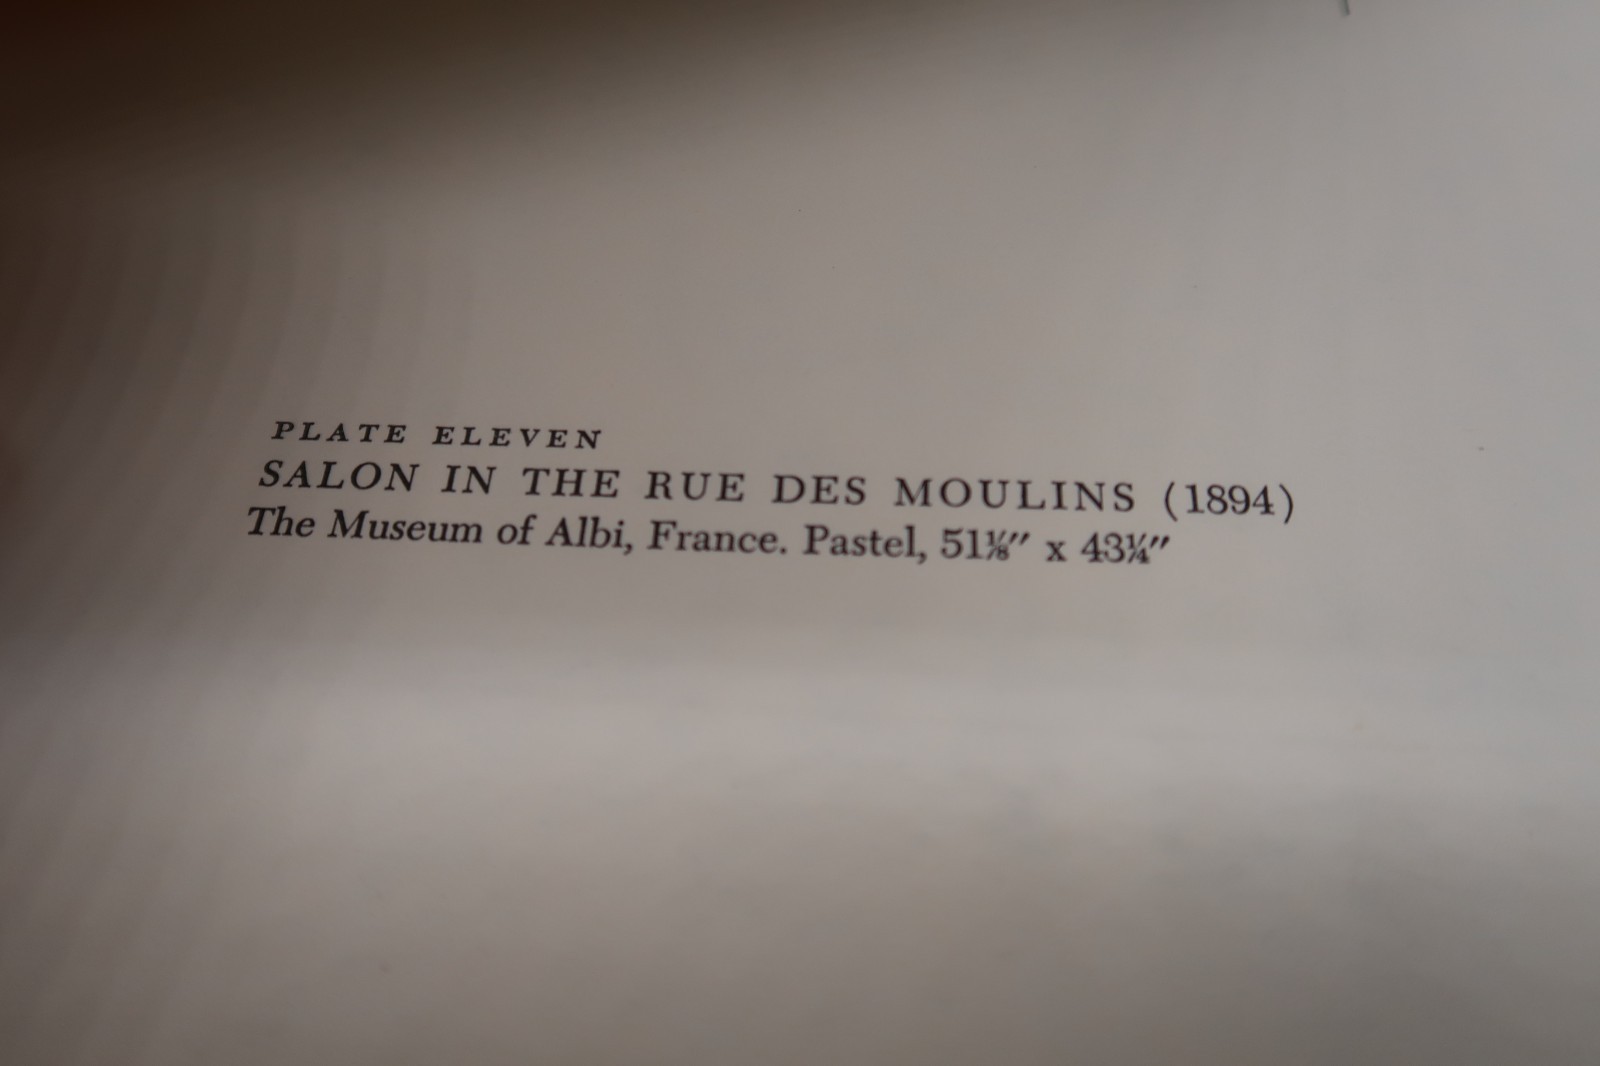 PLATE ELEVEN
SALON IN THE RUE DES MOULINS (1894)
The Museum of Albi, France. Pastel, 51⅛″ x 43¼″